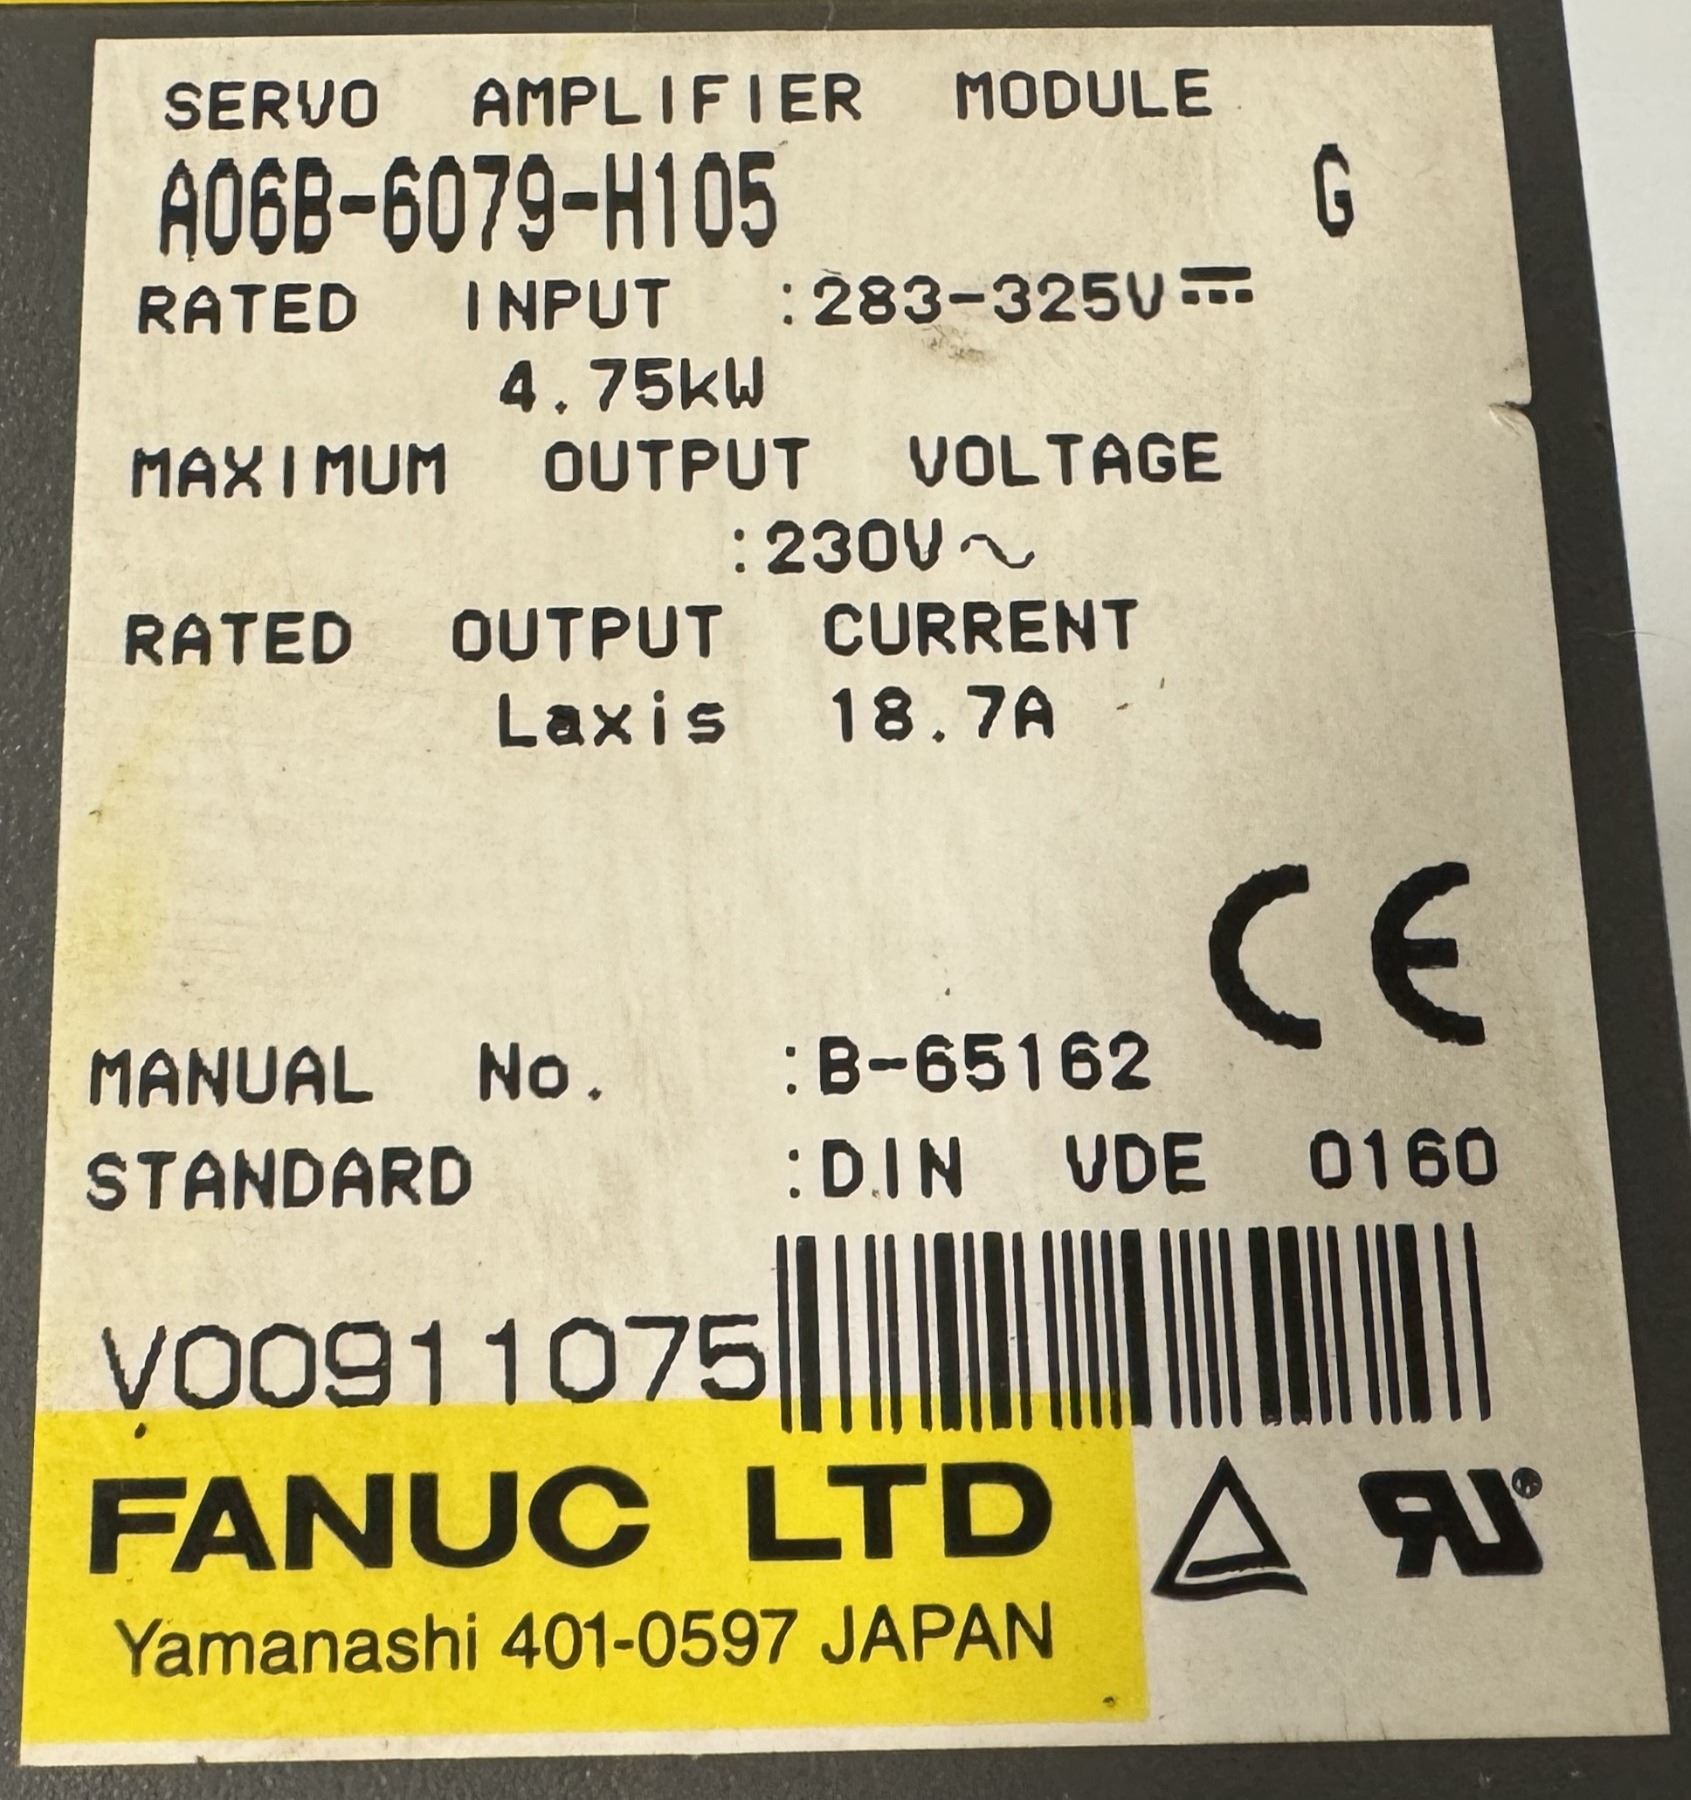 SERVO AMPLIFIER MODULE
A06B-6079-H105 G
RATED INPUT :283-325V⎓
4.75kW
MAXIMUM OUTPUT VOLTAGE
:230V~
RATED OUTPUT CURRENT
Laxis 18.7A
CE
MANUAL No. :B-65162
STANDARD :DIN VDE 0160
V00911075
FANUC LTD
Yamanashi 401-0597 JAPAN